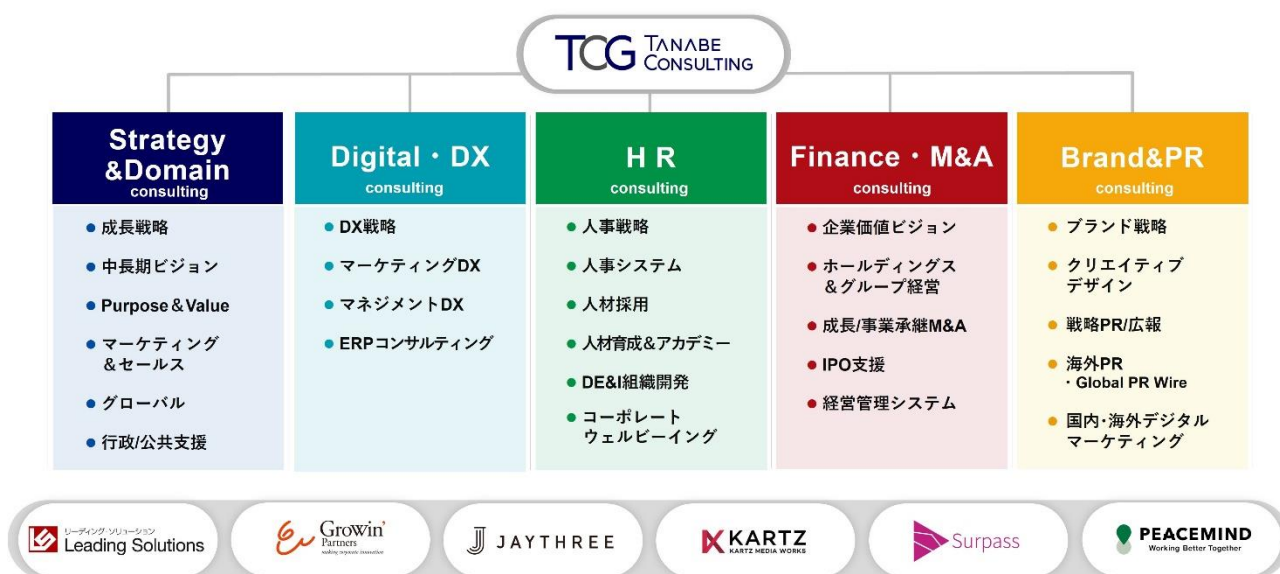 TCG TANABE
CONSULTING
Strategy
&Domain
consulting
● 成長戦略
● 中長期ビジョン
● Purpose＆Value
● マーケティング
＆セールス
● グローバル
● 行政/公共支援
Digital・DX
consulting
● DX戦略
● マーケティングDX
● マネジメントDX
● ERPコンサルティング
H R
consulting
● 人事戦略
● 人事システム
● 人材採用
● 人材育成&アカデミー
● DE&I組織開発
● コーポレート
ウェルビーイング
Finance・M&A
consulting
● 企業価値ビジョン
● ホールディングス
＆グループ経営
● 成長/事業承継M&A
● IPO支援
● 経営管理システム
Brand&PR
consulting
● ブランド戦略
● クリエイティブ
デザイン
● 戦略PR/広報
● 海外PR
・Global PR Wire
● 国内･海外デジタル
マーケティング
リーディング・ソリューション
Leading Solutions
Growin'
Partners
making corporate innovation
JAYTHREE
KARTZ
KARTZ MEDIA WORKS
Surpass
PEACEMIND
Working Better Together